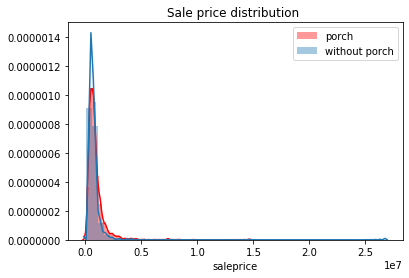 Sale price distribution
porch
without porch
0.0000014
0.0000012
0.0000010
0.0000008
0.0000006
0.0000004
0.0000002
0.0000000
0.0 0.5 1.0 1.5 2.0 2.5
1e7
saleprice